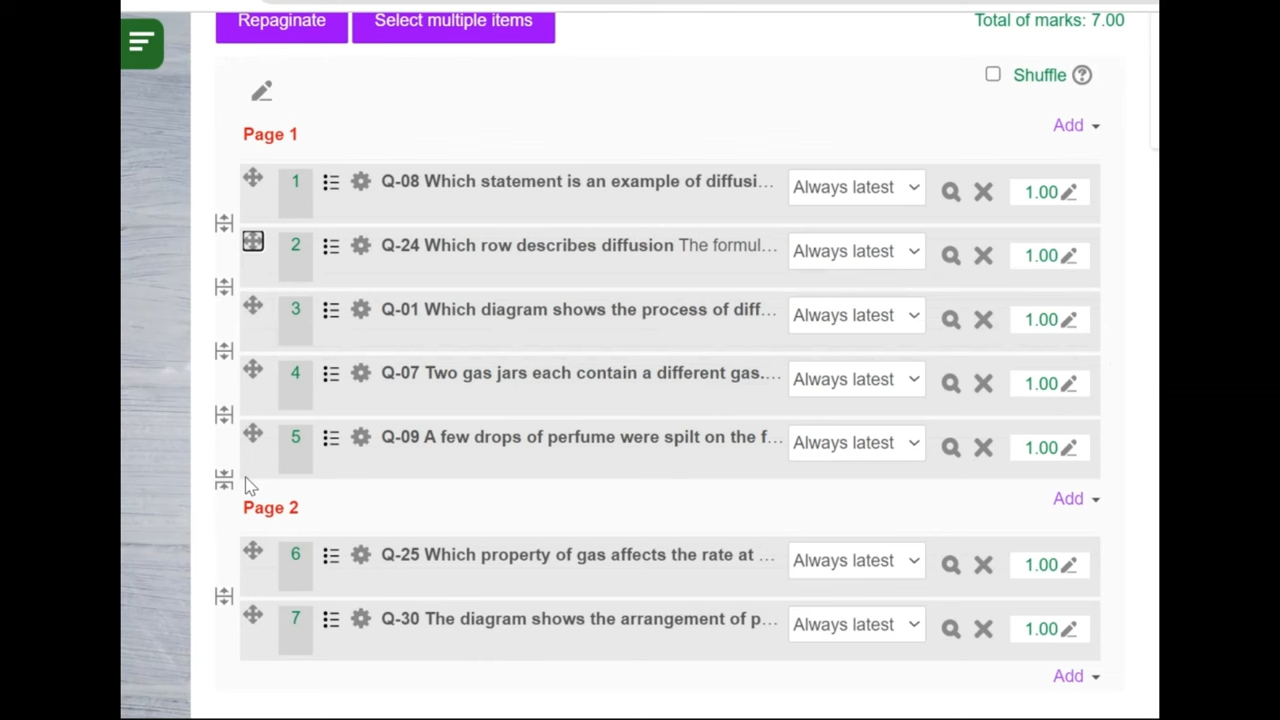 Repaginate Select multiple items Total of marks: 7.00
Shuffle ?
Page 1 Add
1 Q-08 Which statement is an example of diffusi... Always latest 1.00
2 Q-24 Which row describes diffusion The formul... Always latest 1.00
3 Q-01 Which diagram shows the process of diff... Always latest 1.00
4 Q-07 Two gas jars each contain a different gas.... Always latest 1.00
5 Q-09 A few drops of perfume were spilt on the f... Always latest 1.00
Page 2 Add
6 Q-25 Which property of gas affects the rate at ... Always latest 1.00
7 Q-30 The diagram shows the arrangement of p... Always latest 1.00
Add